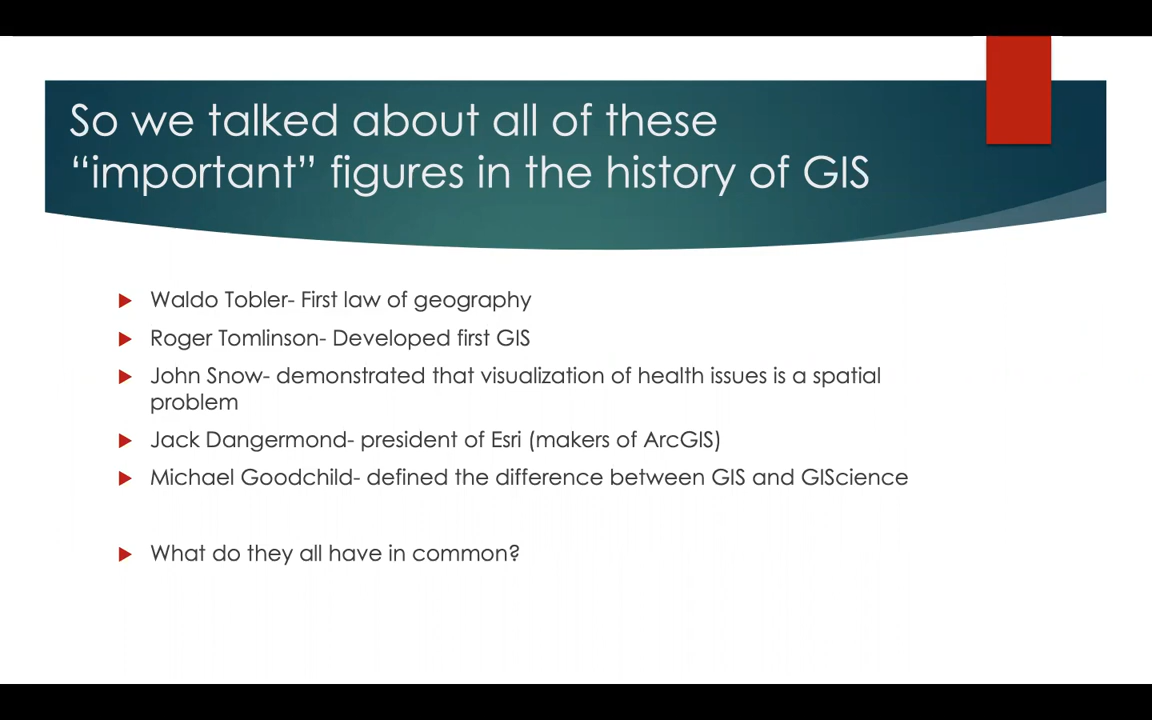 So we talked about all of these
“important” figures in the history of GIS
Waldo Tobler- First law of geography
Roger Tomlinson- Developed first GIS
John Snow- demonstrated that visualization of health issues is a spatial
problem
Jack Dangermond- president of Esri (makers of ArcGIS)
Michael Goodchild- defined the difference between GIS and GIScience
What do they all have in common?